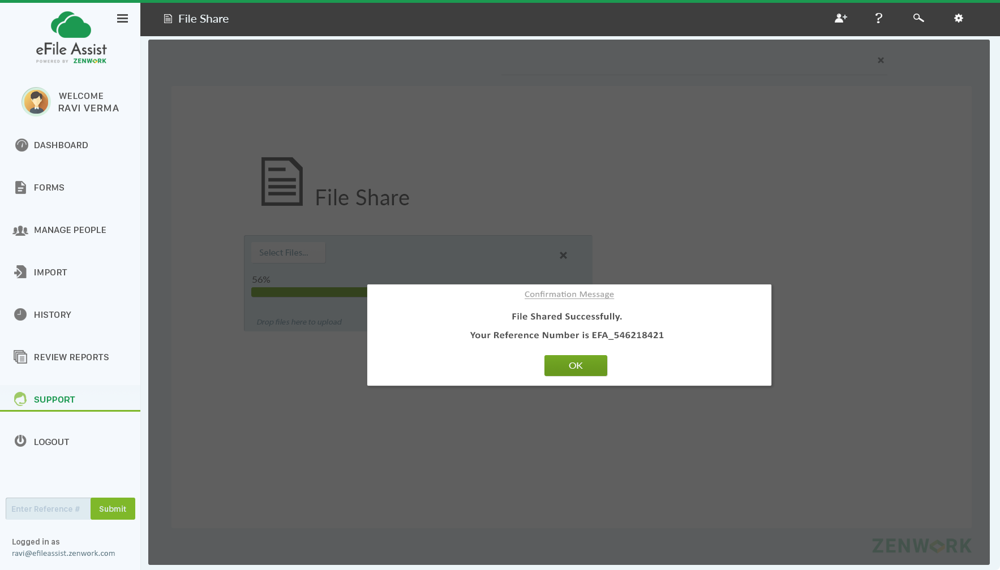 File Share
eFile Assist
POWERED BY ZENWORK
WELCOME
RAVI VERMA
DASHBOARD
FORMS
MANAGE PEOPLE
IMPORT
HISTORY
REVIEW REPORTS
SUPPORT
LOGOUT
Enter Reference #
Submit
Logged in as
ravi@efileassist.zenwork.com
File Share
Select Files...
56%
Drop files here to upload
Confirmation Message
File Shared Successfully.
Your Reference Number is EFA_546218421
OK
ZENWORK